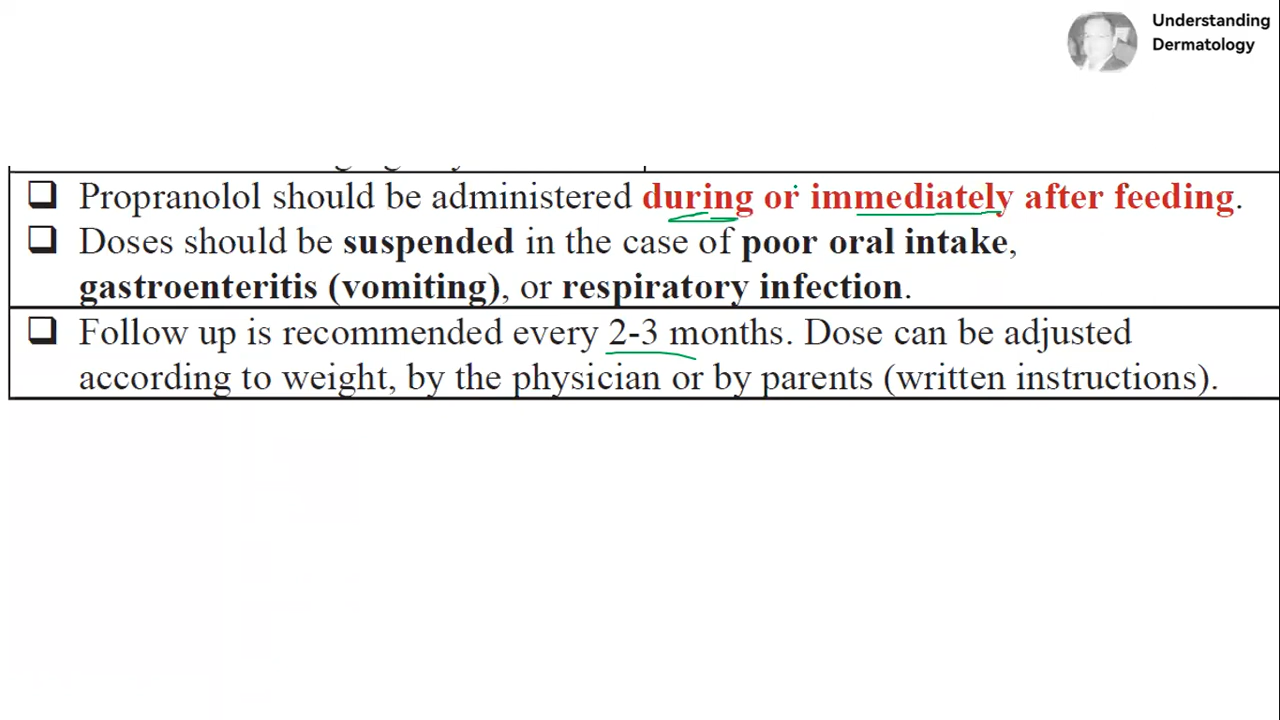 Understanding
Dermatology
❑ Propranolol should be administered during or immediately after feeding.
❑ Doses should be suspended in the case of poor oral intake,
gastroenteritis (vomiting), or respiratory infection.
❑ Follow up is recommended every 2-3 months. Dose can be adjusted
according to weight, by the physician or by parents (written instructions).